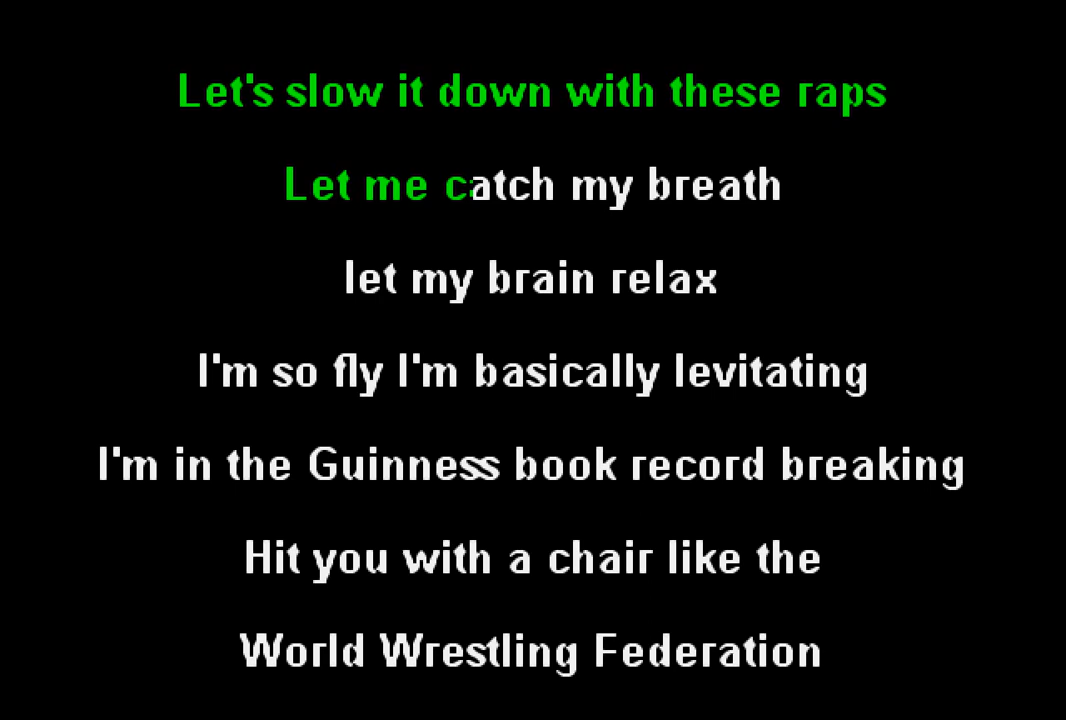 Let's slow it down with these raps
Let me catch my breath
let my brain relax
I'm so fly I'm basically levitating
I'm in the Guinness book record breaking
Hit you with a chair like the
World Wrestling Federation